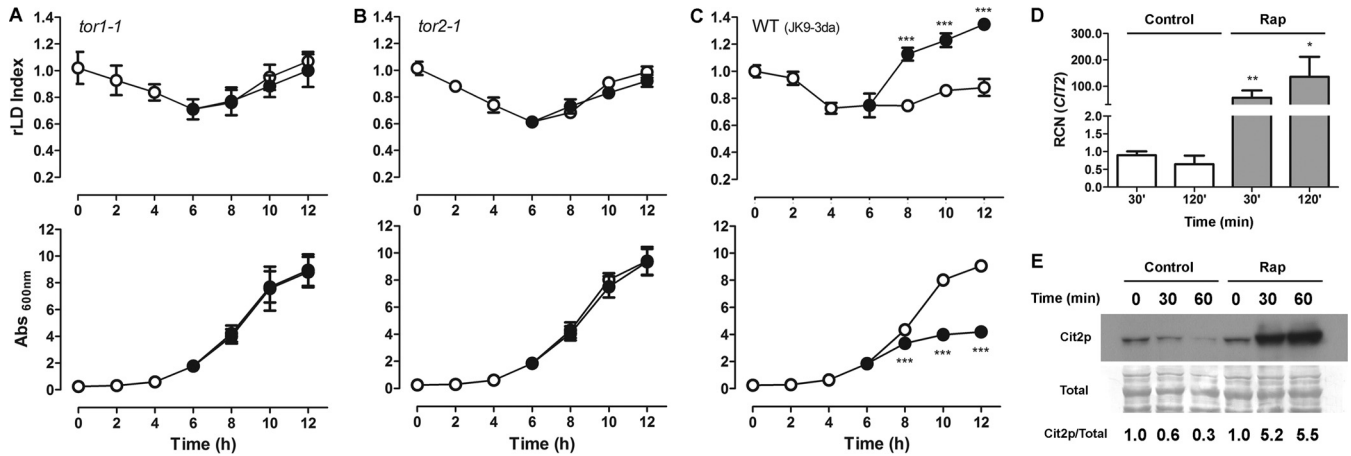 A
tor1-1
rLD Index
1.4
1.2
1.0
0.8
0.6
0.4
0.2
0 2 4 6 8 10 12
Abs 600nm
12
10
8
6
4
2
0
0 2 4 6 8 10 12
Time (h)
B
tor2-1
1.4
1.2
1.0
0.8
0.6
0.4
0.2
0 2 4 6 8 10 12
12
10
8
6
4
2
0
0 2 4 6 8 10 12
Time (h)
C
WT (JK9-3da)
1.4
1.2
1.0
0.8
0.6
0.4
0.2
*** *** ***
0 2 4 6 8 10 12
12
10
8
6
4
2
0
*** *** ***
0 2 4 6 8 10 12
Time (h)
D
Control Rap
RCN (CIT2)
300.0
200.0
100.0
2.0
1.5
1.0
0.5
0.0
** *
30' 120' 30' 120'
Time (min)
E
Control Rap
Time (min) 0 30 60 0 30 60
Cit2p
Total
Cit2p/Total 1.0 0.6 0.3 1.0 5.2 5.5